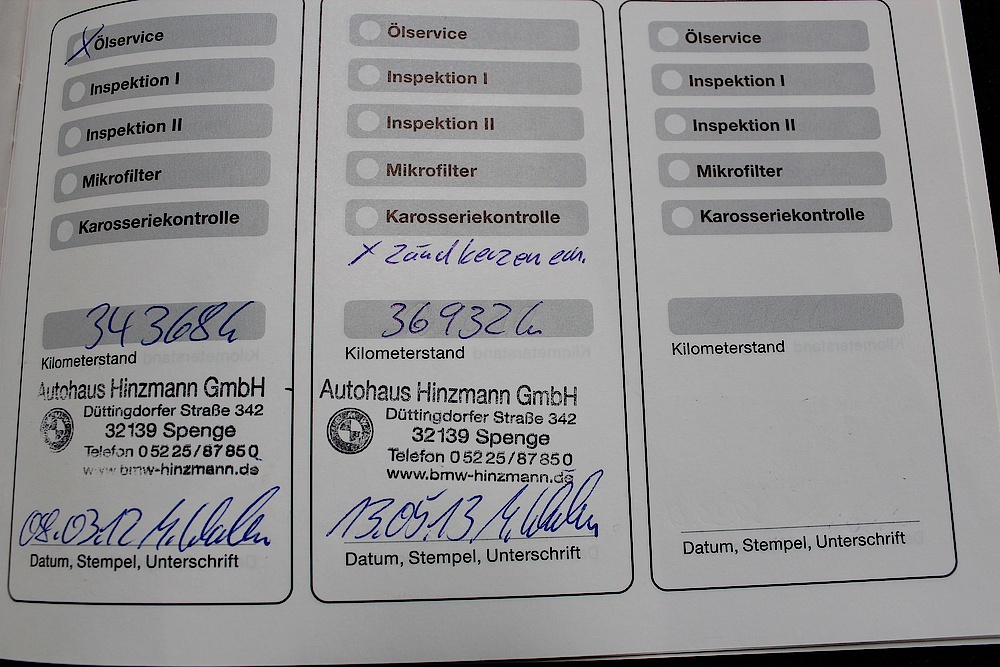 Ölservice
Inspektion I
Inspektion II
Mikrofilter
Karosseriekontrolle
343684
Kilometerstand
Autohaus Hinzmann GmbH
Düttingdorfer Straße 342
32139 Spenge
Telefon 05225/87850
www.bmw-hinzmann.de
08.03.12
Datum, Stempel, Unterschrift
Ölservice
Inspektion I
Inspektion II
Mikrofilter
Karosseriekontrolle
x Zündkerzen ern.
36932
Kilometerstand
Autohaus Hinzmann GmbH
Düttingdorfer Straße 342
32139 Spenge
Telefon 05225/87850
www.bmw-hinzmann.de
13.05.13
Datum, Stempel, Unterschrift
Ölservice
Inspektion I
Inspektion II
Mikrofilter
Karosseriekontrolle
Kilometerstand
Datum, Stempel, Unterschrift